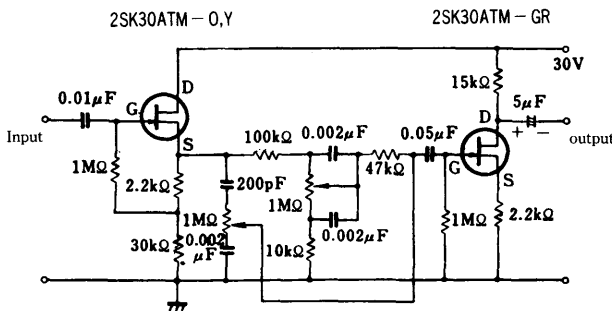 2SK30ATM－O,Y
2SK30ATM－GR
30V
15kΩ
D
0.01μF
G
D
5μF
Input
+ −
output
S
100kΩ
0.002μF
0.05μF
G
47kΩ
S
1MΩ
2.2kΩ
200pF
1MΩ
1MΩ
2.2kΩ
1MΩ
0.002μF
30kΩ
0.002
μF
10kΩ